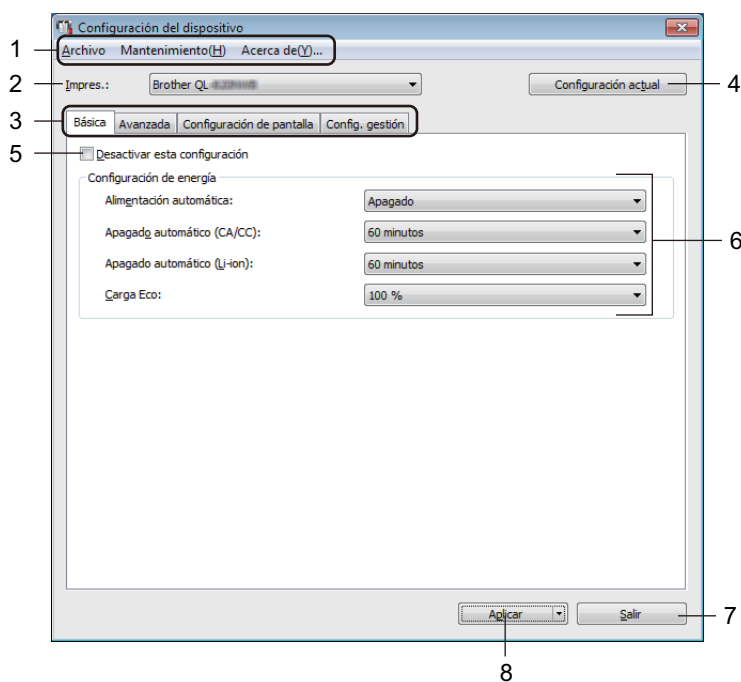 Configuración del dispositivo
1 Archivo Mantenimiento(H) Acerca de(Y)...
2 Impres.: Brother QL
Configuración actual 4
3 Básica Avanzada Configuración de pantalla Config. gestión
5 Desactivar esta configuración
Configuración de energía
Alimentación automática: Apagado
Apagado automático (CA/CC): 60 minutos
6
Apagado automático (Li-ion): 60 minutos
Carga Eco: 100 %
Aplicar Salir 7
8